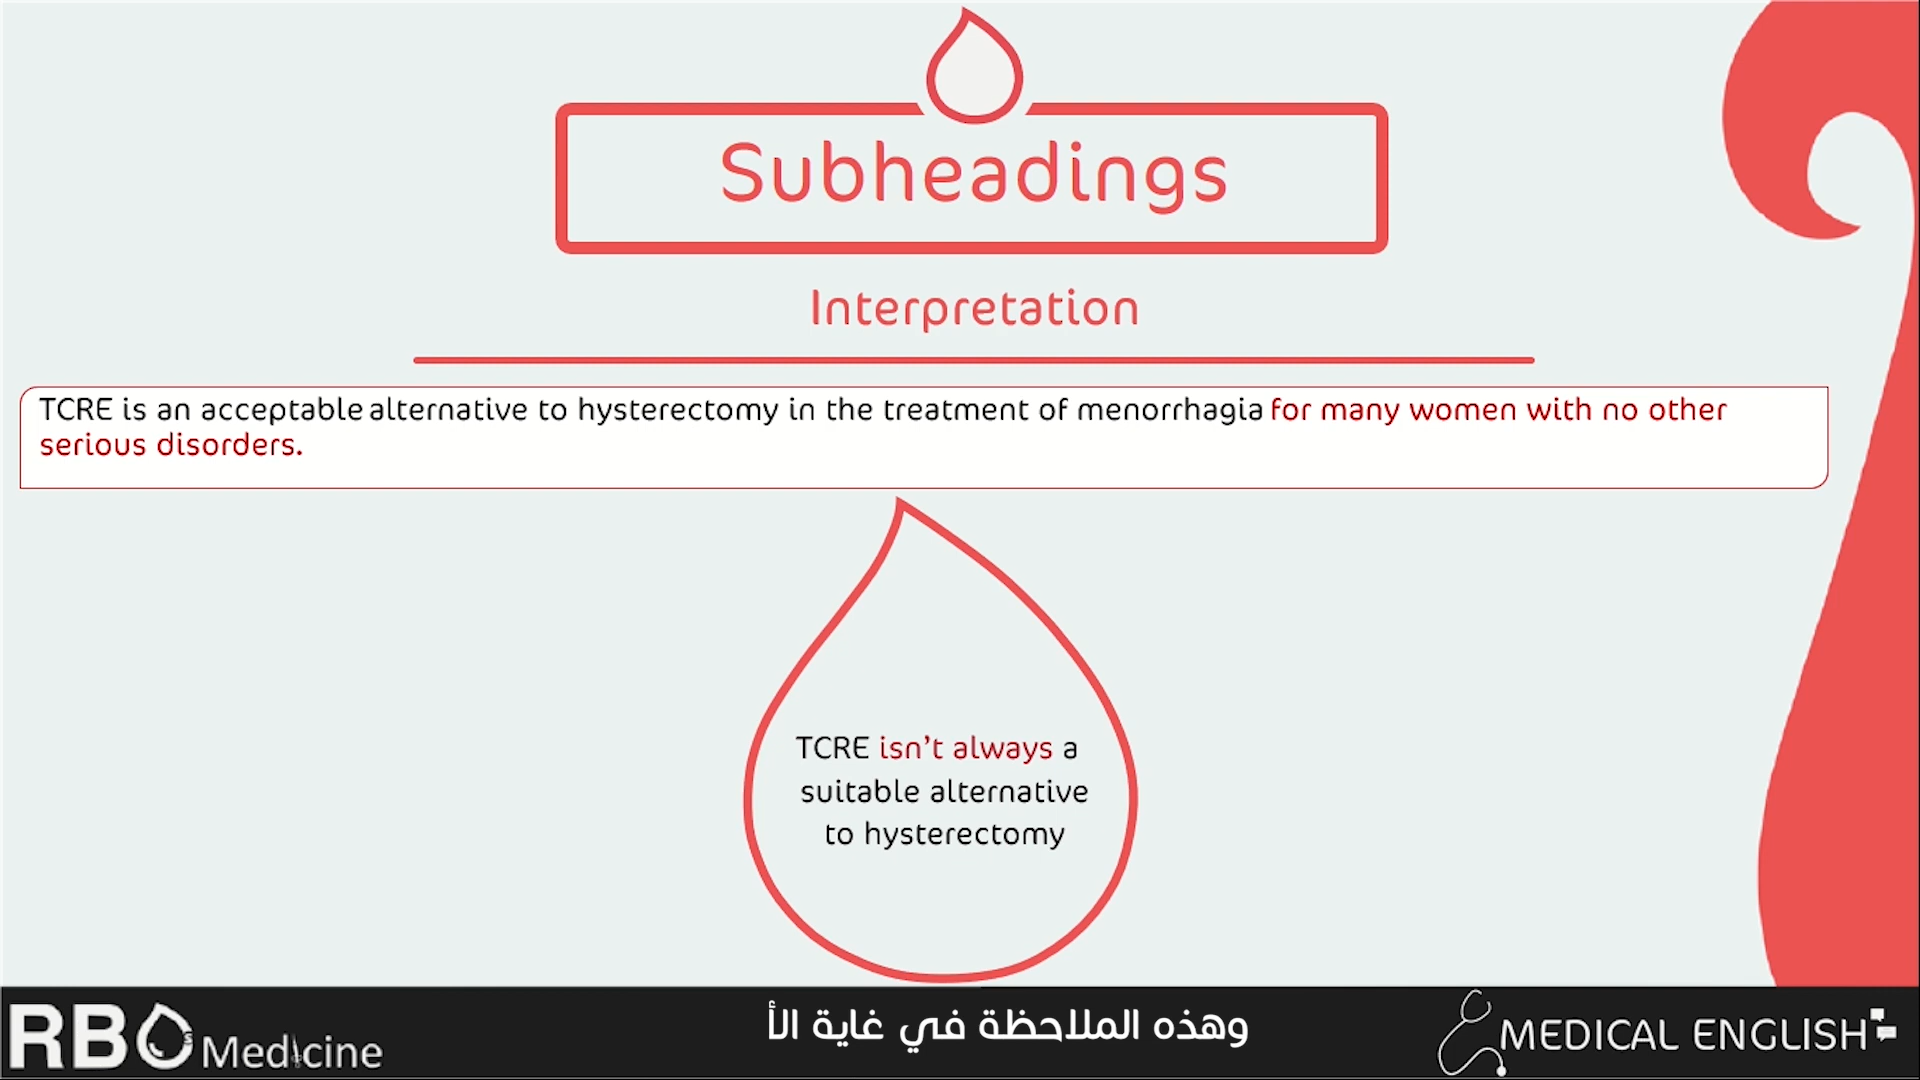 Subheadings
Interpretation
TCRE is an acceptable alternative to hysterectomy in the treatment of menorrhagia for many women with no other
serious disorders.
TCRE isn't always a
suitable alternative
to hysterectomy
RBCs Medicine
وهذه الملاحظة في غاية الأ
MEDICAL ENGLISH